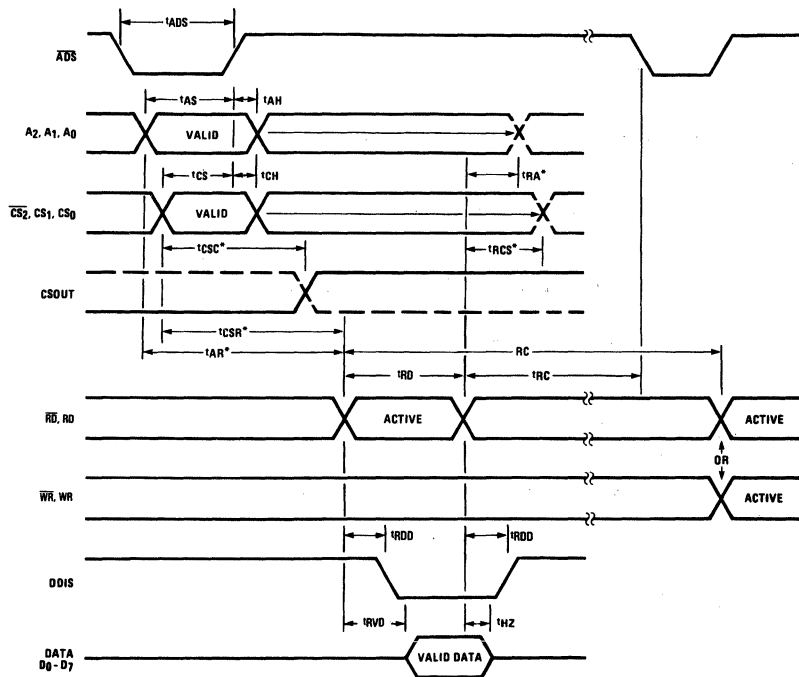 tADS
ADS
tAS tAH
A2, A1, A0 VALID
tRA*
tCS tCH
CS2, CS1, CS0 VALID
tCSC* tRCS*
CSOUT
tCSR*
tAR* RC
tRD tRC
RD, RD ACTIVE ACTIVE
OR
WR, WR ACTIVE
tRDD tRDD
DDIS
tRVD tHZ
DATA
D0-D7 VALID DATA